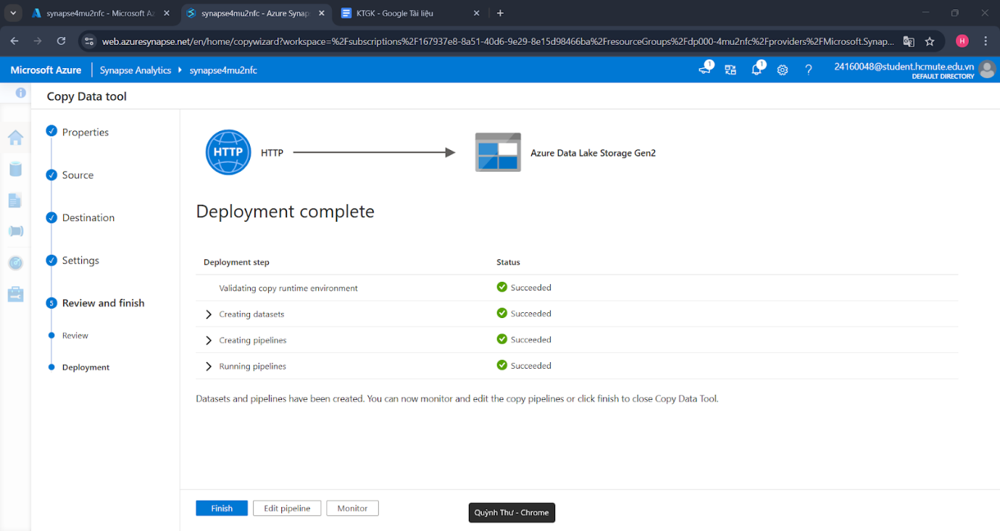 synapse4mu2nfc - Microsoft Az
synapse4mu2nfc - Azure Synap
KTGK - Google Tài liệu
web.azuresynapse.net/en/home/copywizard?workspace=%2Fsubscriptions%2F167937e8-8a51-40d6-9e29-8e15d98466ba%2FresourceGroups%2Fdp000-4mu2nfc%2Fproviders%2FMicrosoft.Synap...
H
Microsoft Azure
Synapse Analytics
synapse4mu2nfc
1
1
24160048@student.hcmute.edu.vn
DEFAULT DIRECTORY
Copy Data tool
Properties
Source
Destination
Settings
5
Review and finish
Review
Deployment
HTTP
HTTP
Azure Data Lake Storage Gen2
Deployment complete
Deployment step Status
Validating copy runtime environment Succeeded
Creating datasets Succeeded
Creating pipelines Succeeded
Running pipelines Succeeded
Datasets and pipelines have been created. You can now monitor and edit the copy pipelines or click finish to close Copy Data Tool.
Finish Edit pipeline Monitor
Quỳnh Thư - Chrome